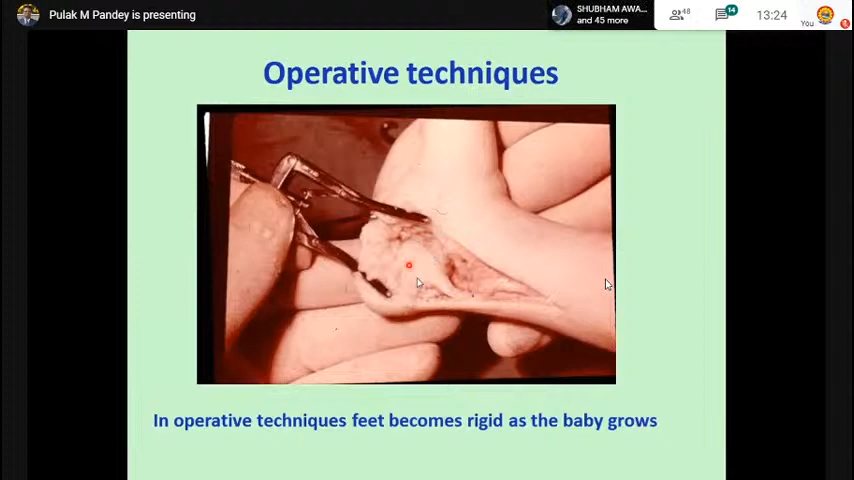 Pulak M Pandey is presenting
SHUBHAM AWA...
and 45 more
48
14
13:24
You
Operative techniques
In operative techniques feet becomes rigid as the baby grows